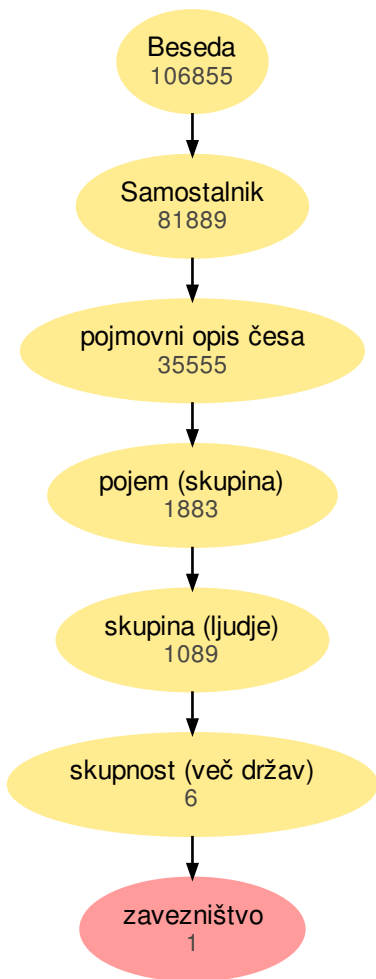 Beseda
106855
Samostalnik
81889
pojmovni opis česa
35555
pojem (skupina)
1883
skupina (ljudje)
1089
skupnost (več držav)
6
zavezništvo
1